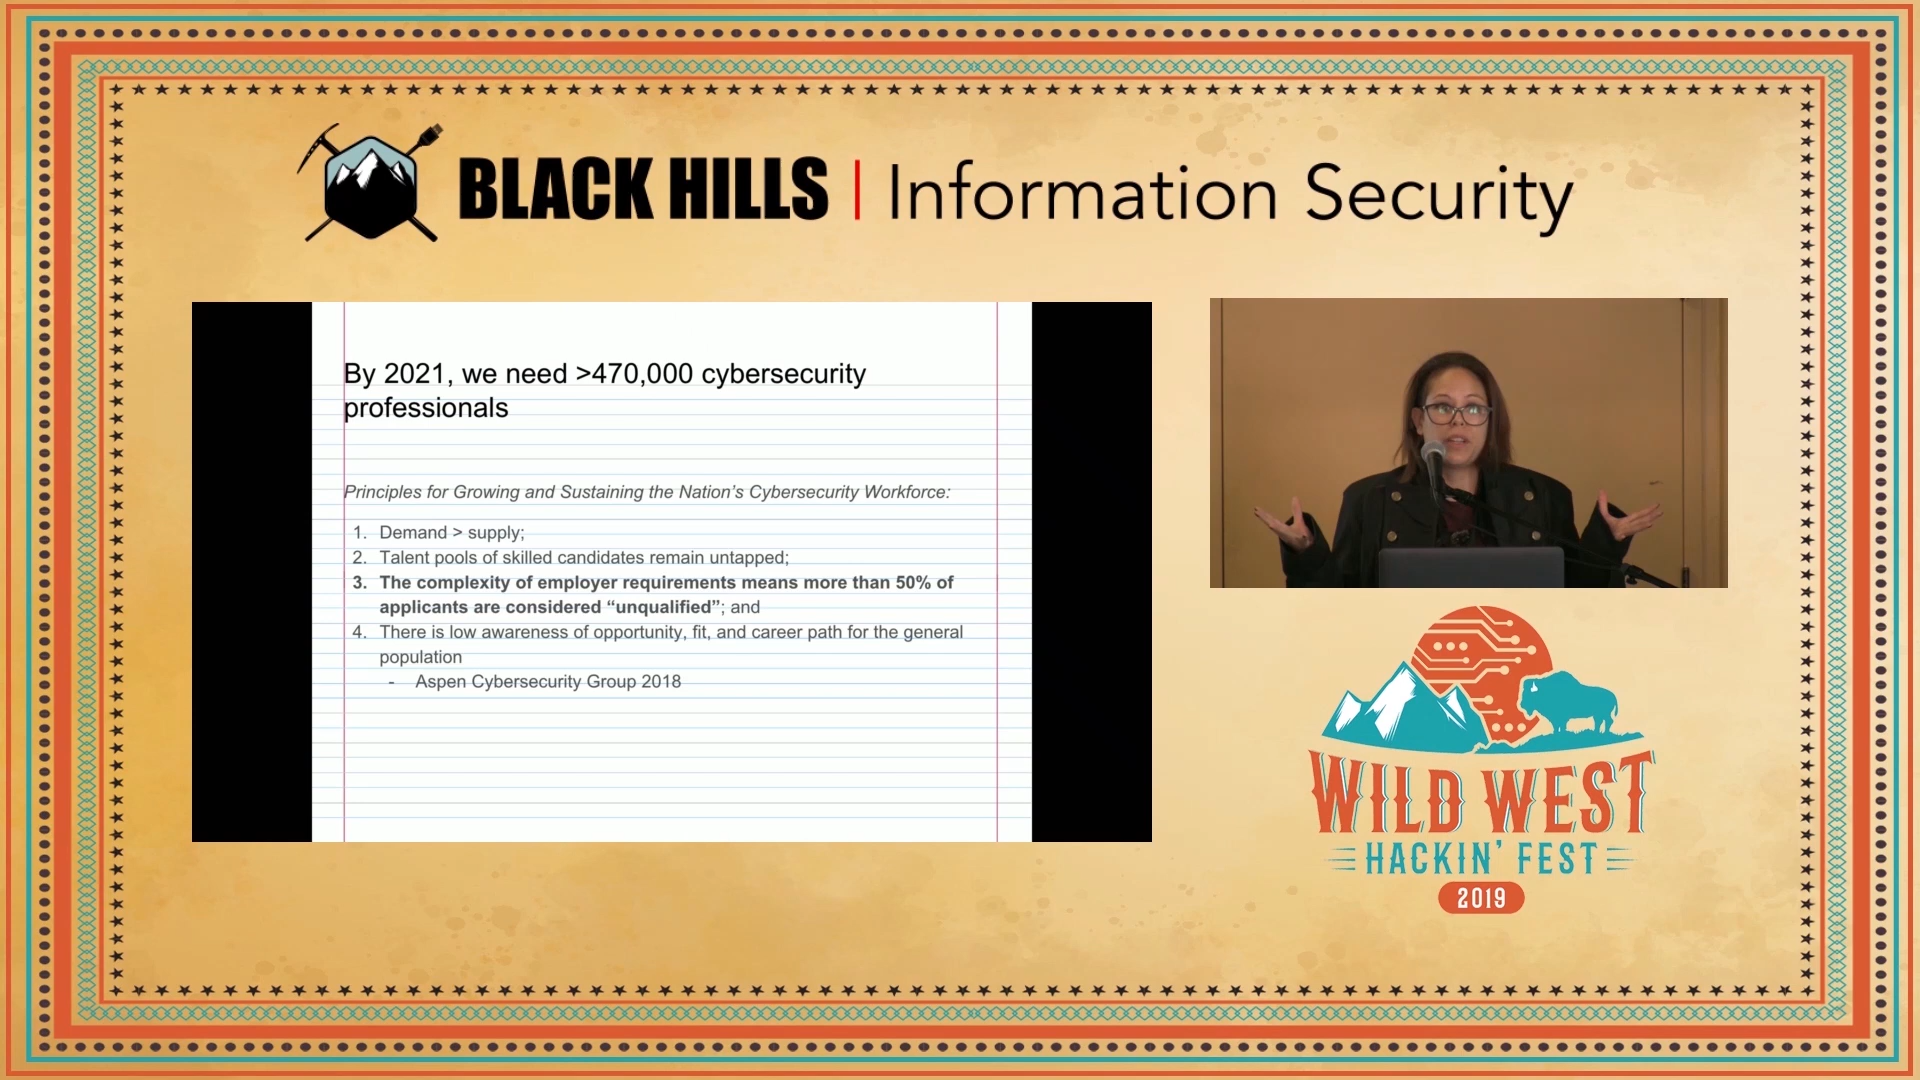 BLACK HILLS | Information Security
By 2021, we need >470,000 cybersecurity
professionals
Principles for Growing and Sustaining the Nation's Cybersecurity Workforce:
1. Demand > supply;
2. Talent pools of skilled candidates remain untapped;
3. The complexity of employer requirements means more than 50% of
applicants are considered “unqualified”; and
4. There is low awareness of opportunity, fit, and career path for the general
population
- Aspen Cybersecurity Group 2018
WILD WEST
HACKIN' FEST
2019